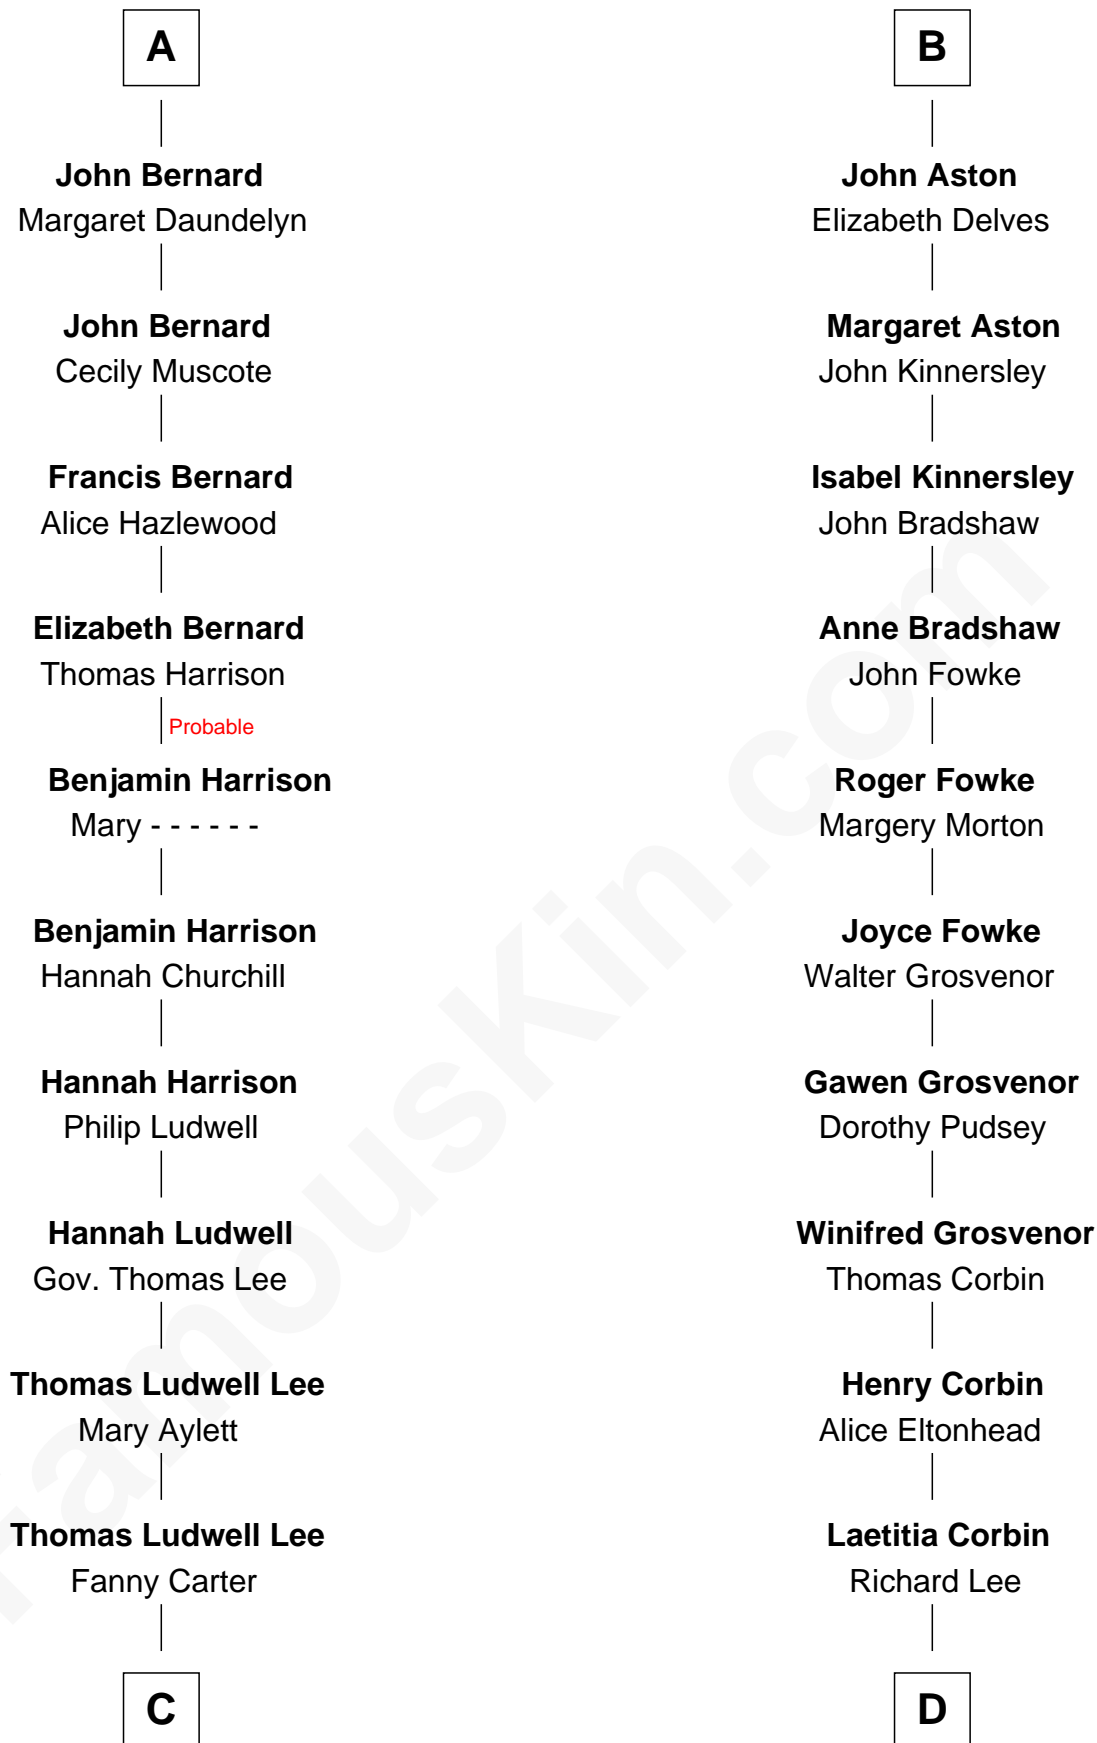 A
John Bernard
Margaret Daundelyn
John Bernard
Cecily Muscote
Francis Bernard
Alice Hazlewood
Elizabeth Bernard
Thomas Harrison
Probable
Benjamin Harrison
Mary - - - - - -
Benjamin Harrison
Hannah Churchill
Hannah Harrison
Philip Ludwell
Hannah Ludwell
Gov. Thomas Lee
Thomas Ludwell Lee
Mary Aylett
Thomas Ludwell Lee
Fanny Carter
C
B
John Aston
Elizabeth Delves
Margaret Aston
John Kinnersley
Isabel Kinnersley
John Bradshaw
Anne Bradshaw
John Fowke
Roger Fowke
Margery Morton
Joyce Fowke
Walter Grosvenor
Gawen Grosvenor
Dorothy Pudsey
Winifred Grosvenor
Thomas Corbin
Henry Corbin
Alice Eltonhead
Laetitia Corbin
Richard Lee
D
FamousKin.com